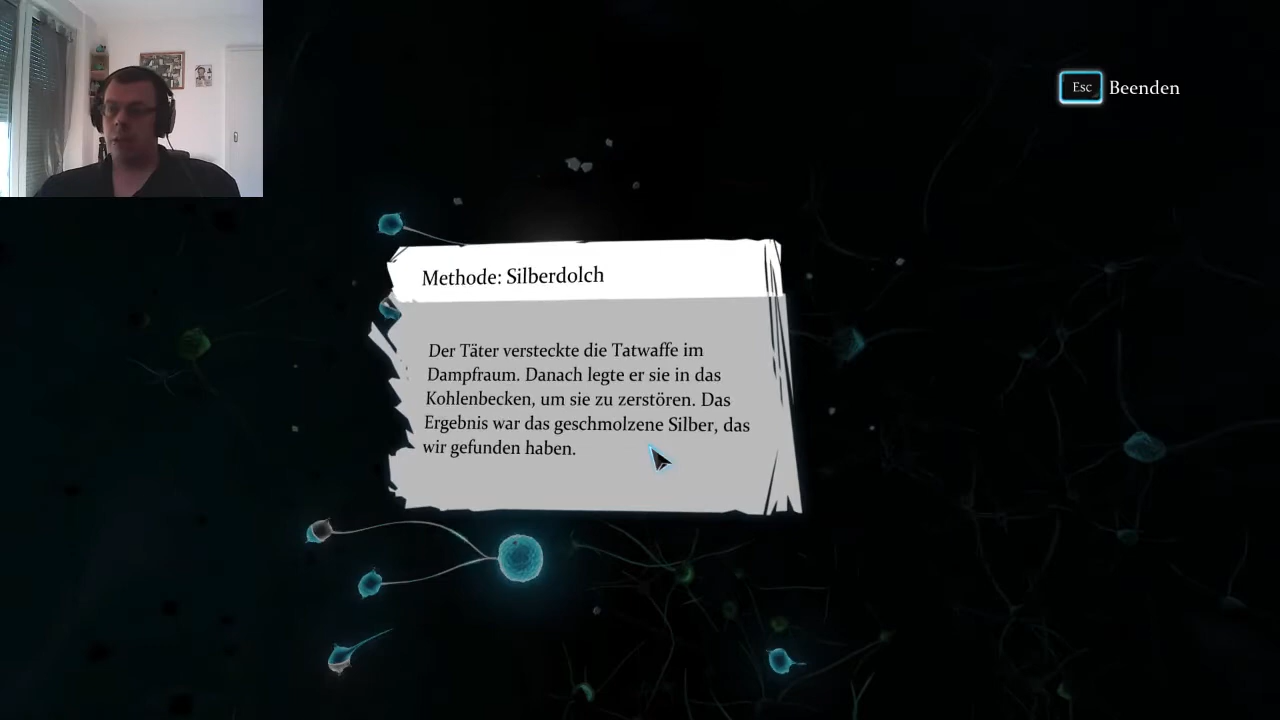 Esc Beenden
Methode: Silberdolch
Der Täter versteckte die Tatwaffe im
Dampfraum. Danach legte er sie in das
Kohlenbecken, um sie zu zerstören. Das
Ergebnis war das geschmolzene Silber, das
wir gefunden haben.